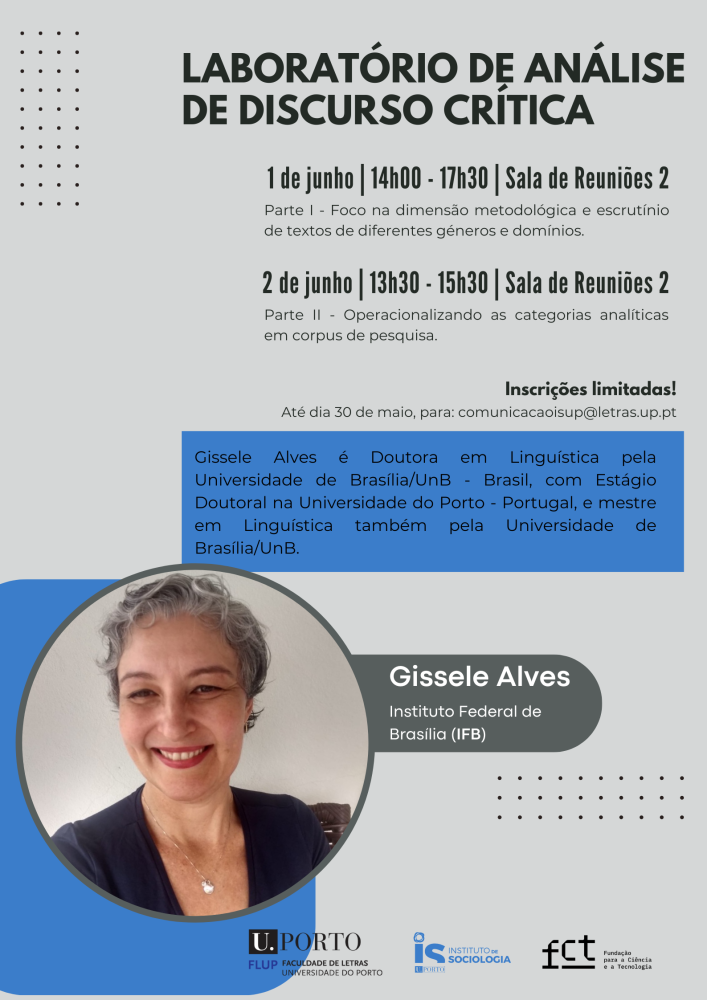 LABORATÓRIO DE ANÁLISE
DE DISCURSO CRÍTICA
1 de junho | 14h00 - 17h30 | Sala de Reuniões 2
Parte I - Foco na dimensão metodológica e escrutínio
de textos de diferentes géneros e domínios.
2 de junho | 13h30 - 15h30 | Sala de Reuniões 2
Parte II - Operacionalizando as categorias analíticas
em corpus de pesquisa.
Inscrições limitadas!
Até dia 30 de maio, para: comunicacaoisup@letras.up.pt
Gissele Alves é Doutora em Linguística pela
Universidade de Brasília/UnB - Brasil, com Estágio
Doutoral na Universidade do Porto - Portugal, e mestre
em Linguística também pela Universidade de
Brasília/UnB.
Gissele Alves
Instituto Federal de
Brasília (IFB)
U. PORTO
FLUP FACULDADE DE LETRAS
UNIVERSIDADE DO PORTO
is
U. PORTO
INSTITUTO DE
SOCIOLOGIA
fct
Fundação
para a Ciência
e a Tecnologia